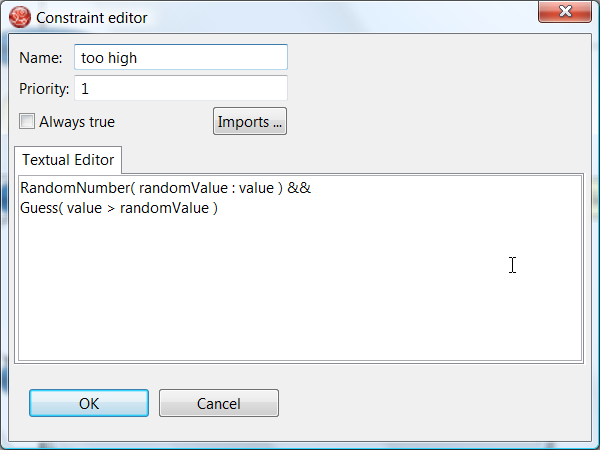 Constraint editor
Name: too high
Priority: 1
Always true Imports ...
Textual Editor
RandomNumber( randomValue : value ) &&
Guess( value > randomValue )
OK Cancel